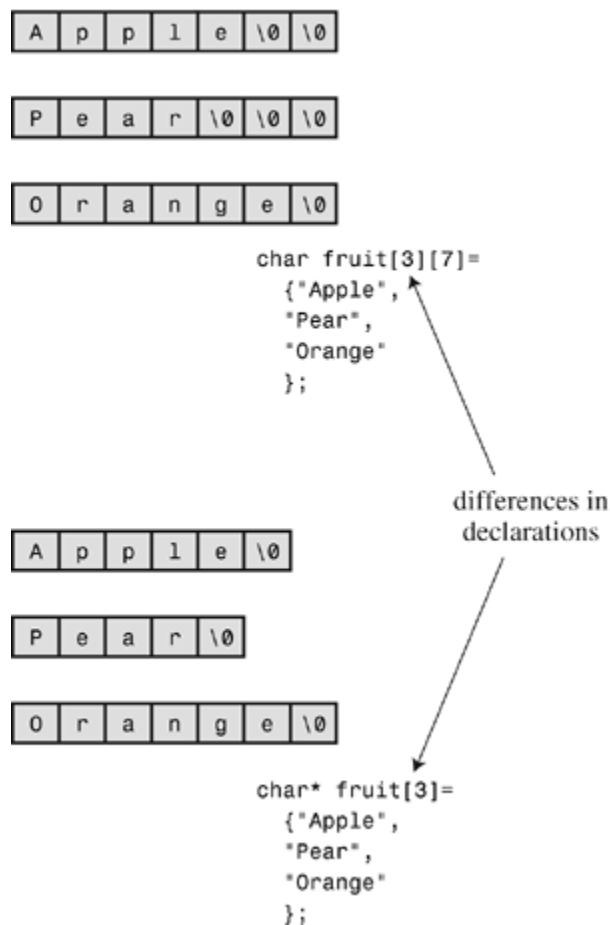 A p p l e \0 \0
P e a r \0 \0 \0
O r a n g e \0
char fruit[3][7]=
{"Apple",
"Pear",
"Orange"
};
differences in
declarations
A p p l e \0
P e a r \0
O r a n g e \0
char* fruit[3]=
{"Apple",
"Pear",
"Orange"
};